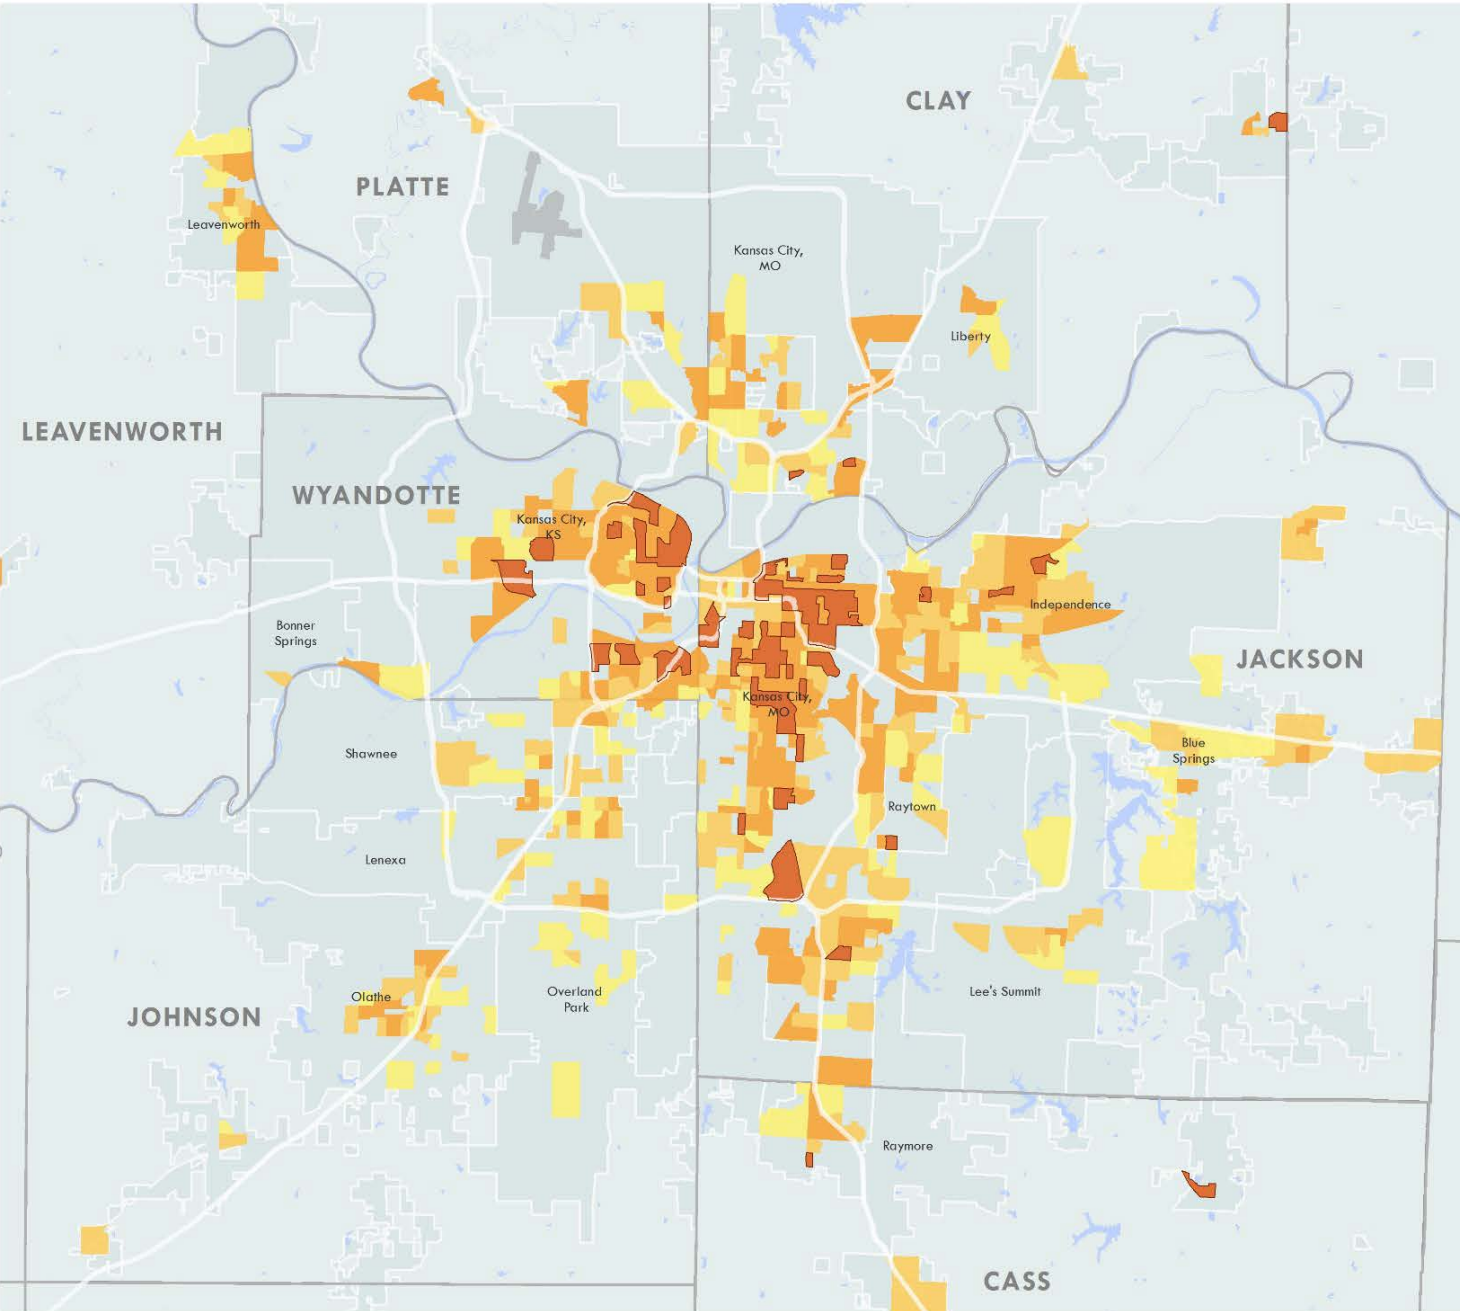 CLAY
PLATTE
Leavenworth
Kansas City,
MO
Liberty
LEAVENWORTH
WYANDOTTE
Kansas City,
KS
Independence
Bonner
Springs
JACKSON
Kansas City,
MO
Shawnee
Blue
Springs
Raytown
Lenexa
Olathe
Overland
Park
Lee's Summit
JOHNSON
Raymore
CASS